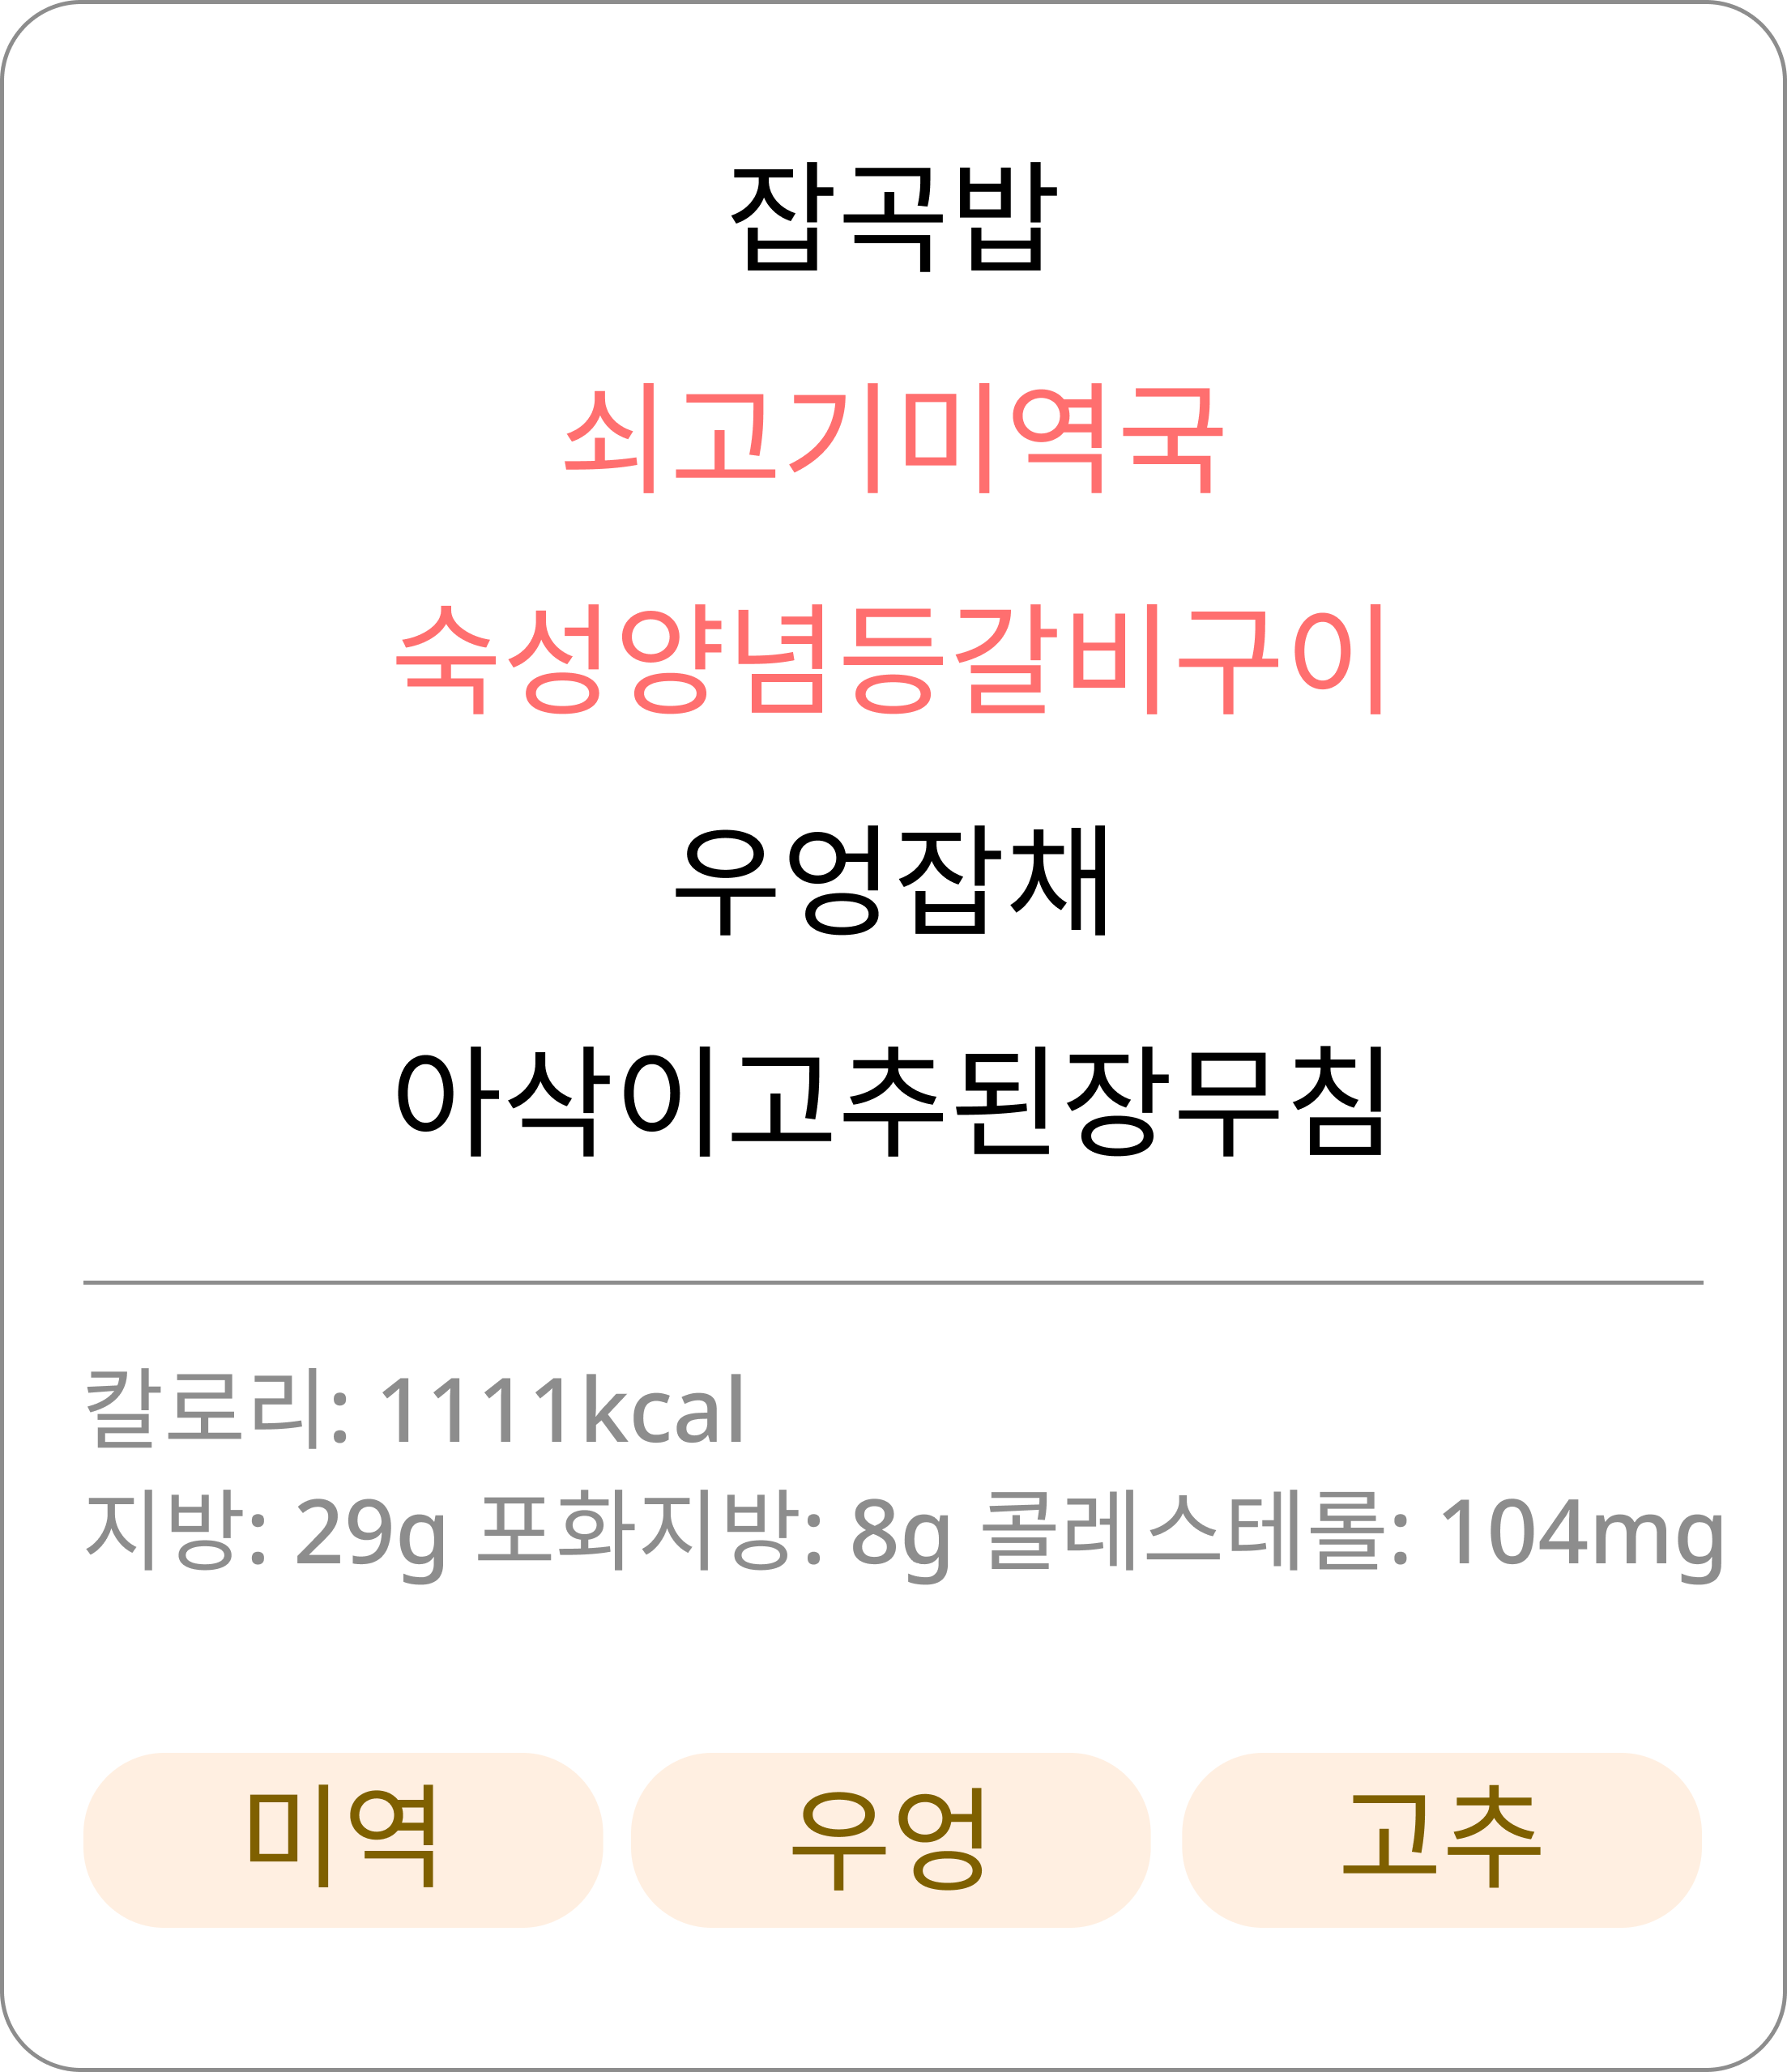 잡곡밥
쇠고기미역국
숙성양념등갈비구이
우엉잡채
아삭이고추된장무침
칼로리: 1111kcal
지방: 29g 포화지방: 8g 콜레스테롤: 104mg
미역 우엉 고추